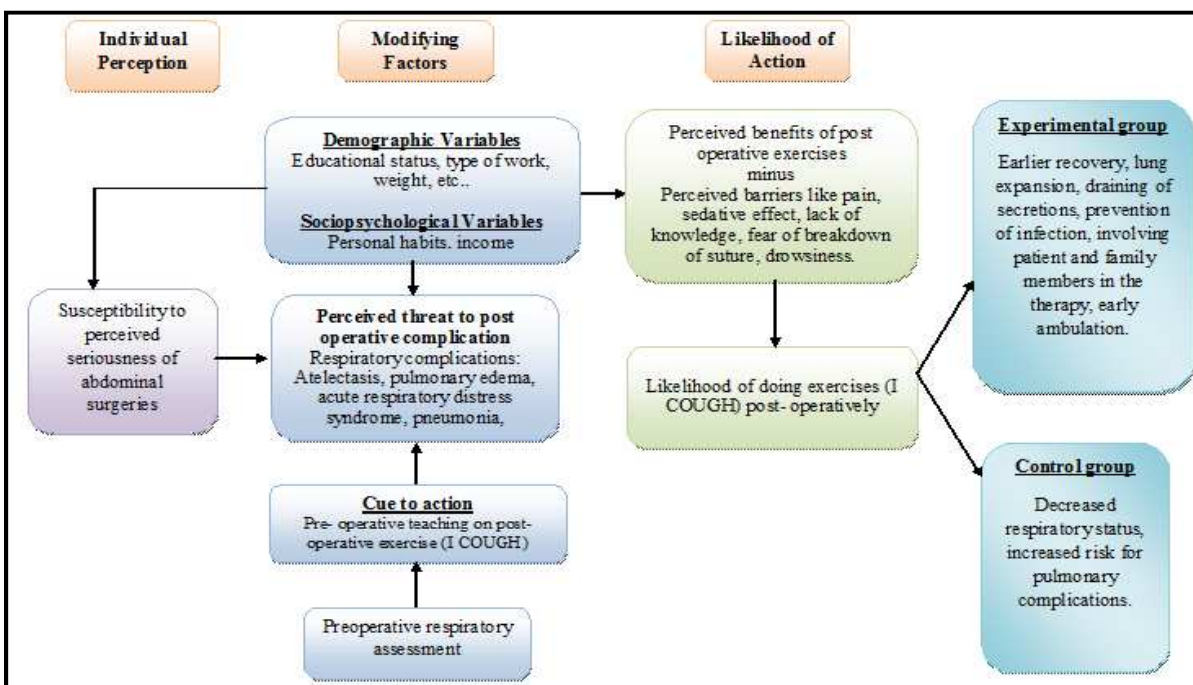 Individual
Perception
Modifying
Factors
Likelihood of
Action
Demographic Variables
Educational status, type of work,
weight, etc..
Sociopsychological Variables
Personal habits. income
Perceived benefits of post
operative exercises
minus
Perceived barriers like pain,
sedative effect, lack of
knowledge, fear of breakdown
of suture, drowsiness.
Experimental group
Earlier recovery, lung
expansion, draining of
secretions, prevention
of infection, involving
patient and family
members in the
therapy, early
ambulation.
Susceptibility to
perceived
seriousness of
abdominal
surgeries
Perceived threat to post
operative complication
Respiratory complications:
Atelectasis, pulmonary edema,
acute respiratory distress
syndrome, pneumonia,
Likelihood of doing exercises (I
COUGH) post- operatively
Cue to action
Pre- operative teaching on post-
operative exercise (I COUGH)
Control group
Decreased
respiratory status,
increased risk for
pulmonary
complications.
Preoperative respiratory
assessment